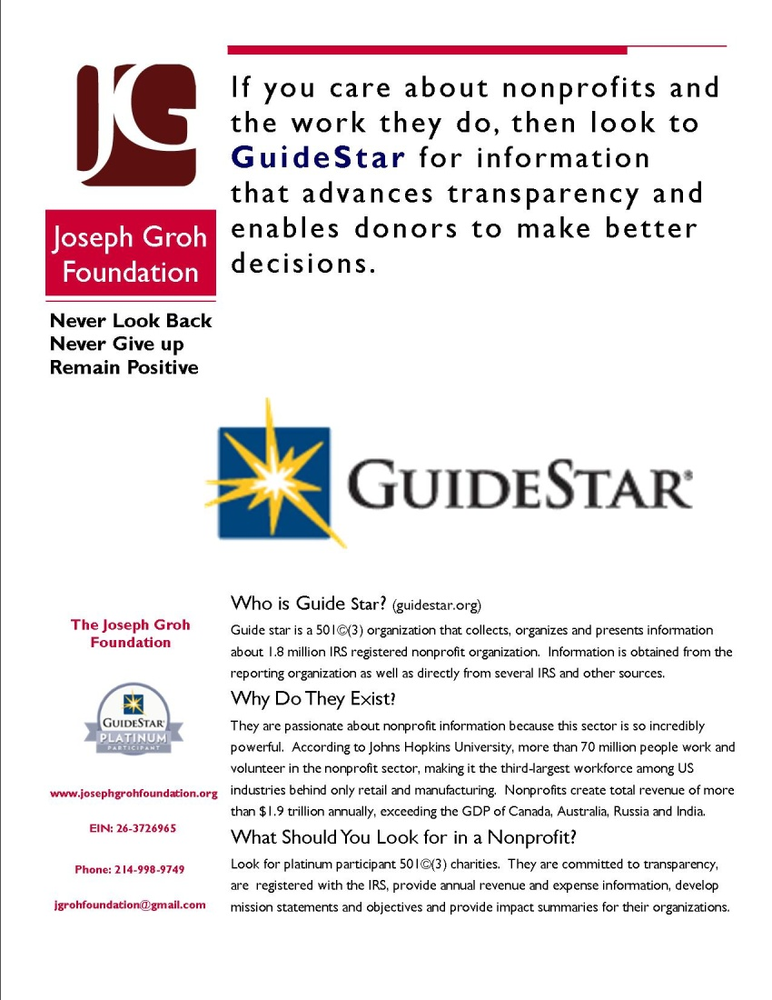 JG
If you care about nonprofits and
the work they do, then look to
GuideStar for information
that advances transparency and
enables donors to make better
decisions.
Joseph Groh
Foundation
Never Look Back
Never Give up
Remain Positive
GUIDESTAR®
The Joseph Groh
Foundation
GUIDESTAR®
PLATINUM
PARTICIPANT
www.josephgrohfoundation.org
EIN: 26-3726965
Phone: 214-998-9749
jgrohfoundation@gmail.com
Who is Guide Star? (guidestar.org)
Guide star is a 501©(3) organization that collects, organizes and presents information
about 1.8 million IRS registered nonprofit organization.  Information is obtained from the
reporting organization as well as directly from several IRS and other sources.
Why Do They Exist?
They are passionate about nonprofit information because this sector is so incredibly
powerful.  According to Johns Hopkins University, more than 70 million people work and
volunteer in the nonprofit sector, making it the third-largest workforce among US
industries behind only retail and manufacturing.  Nonprofits create total revenue of more
than $1.9 trillion annually, exceeding the GDP of Canada, Australia, Russia and India.
What Should You Look for in a Nonprofit?
Look for platinum participant 501©(3) charities.  They are committed to transparency,
are  registered with the IRS, provide annual revenue and expense information, develop
mission statements and objectives and provide impact summaries for their organizations.